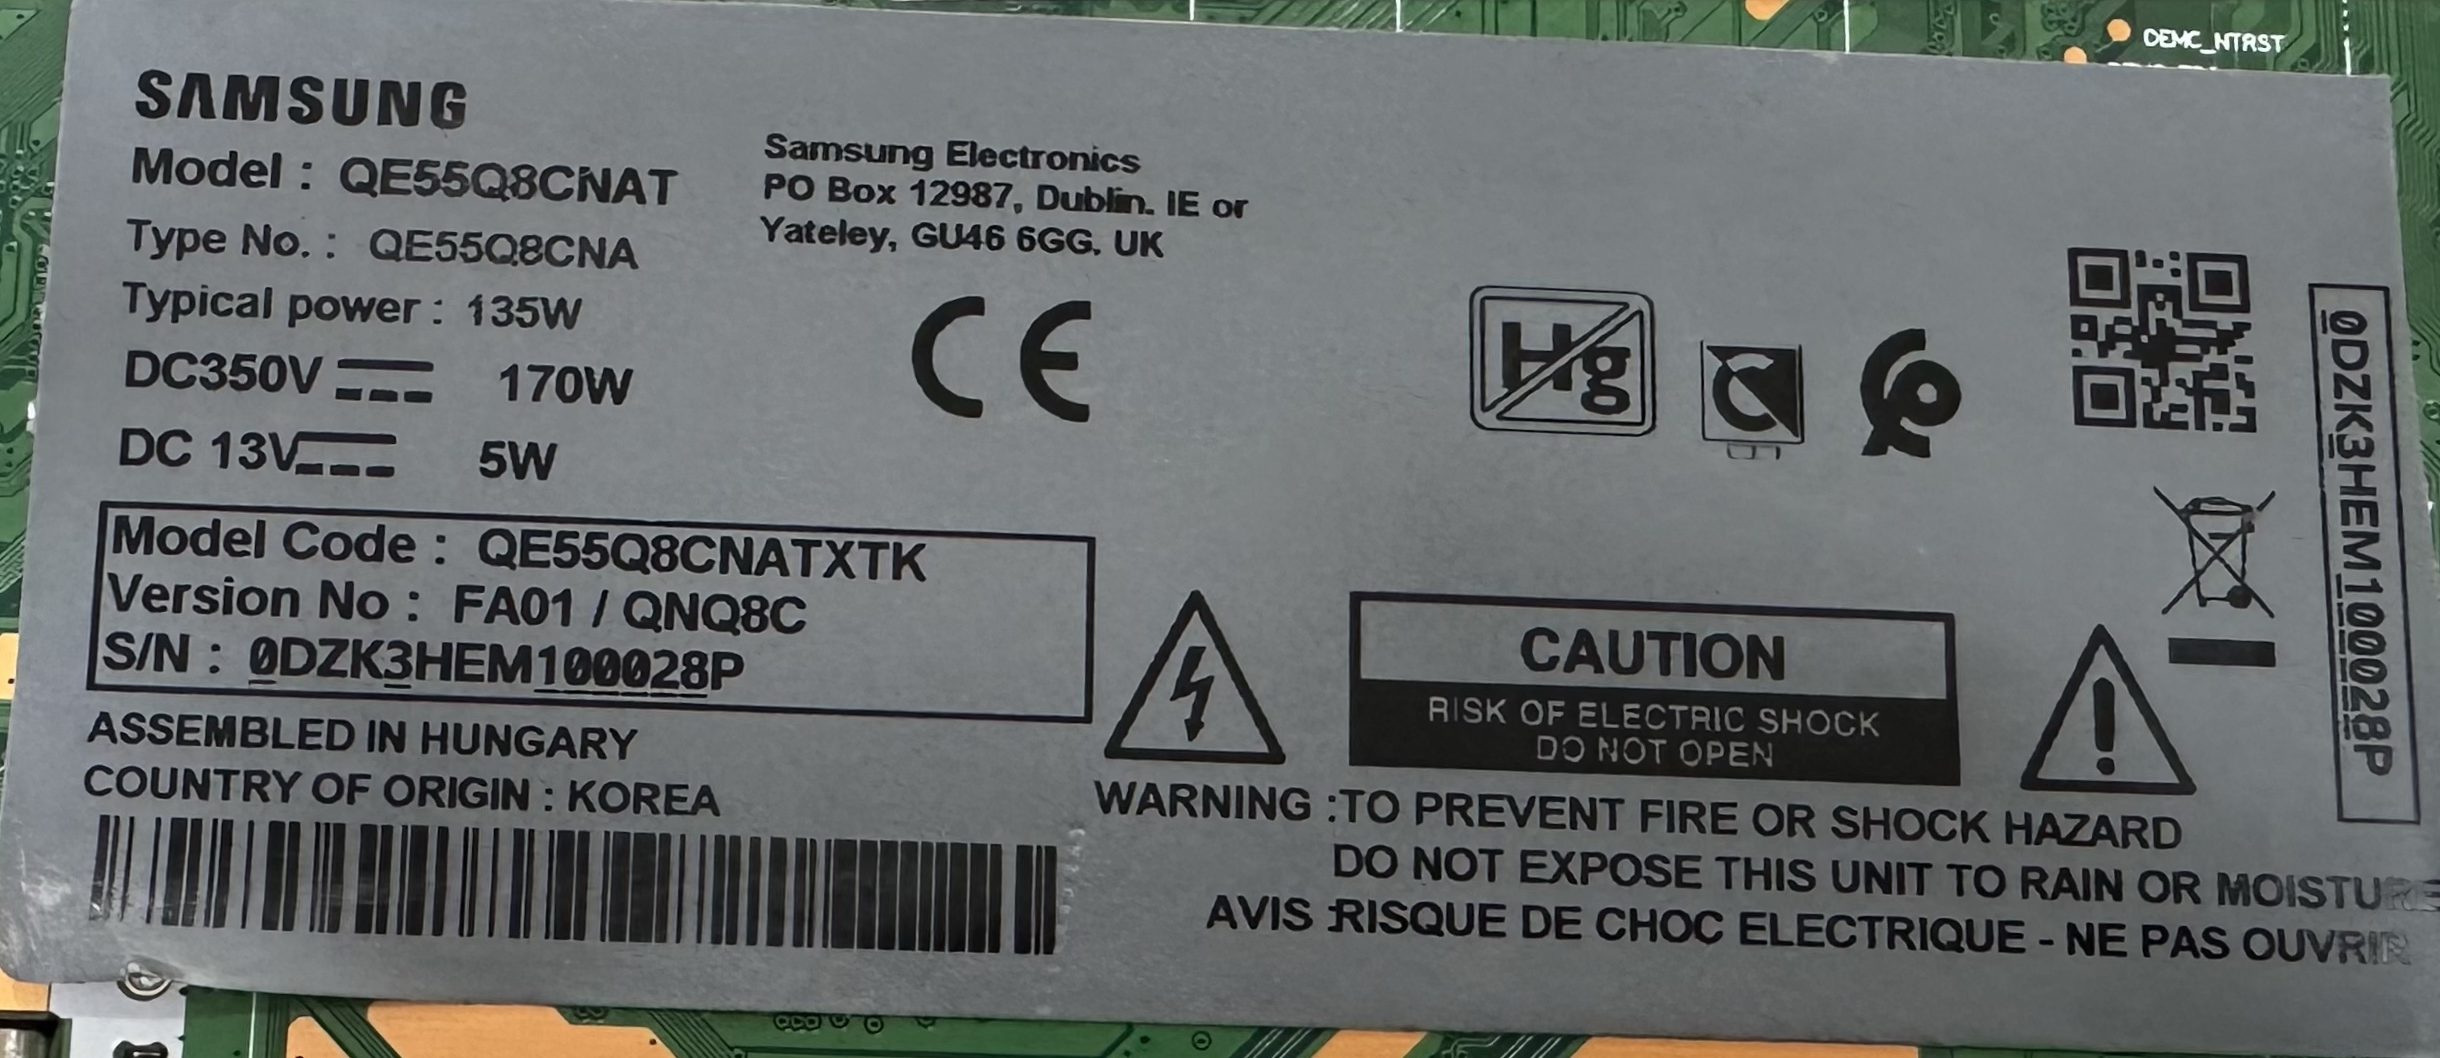 DEMC_NTRST
SAMSUNG
Model : QE55Q8CNAT
Type No. : QE55Q8CNA
Typical power : 135W
DC350V 170W
DC 13V 5W
Samsung Electronics
PO Box 12987, Dublin. IE or
Yateley, GU46 6GG. UK
CE
Hg
Model Code : QE55Q8CNATXTK
Version No : FA01 / QNQ8C
S/N : 0DZK3HEM100028P
ASSEMBLED IN HUNGARY
COUNTRY OF ORIGIN : KOREA
0DZK3HEM100028P
CAUTION
RISK OF ELECTRIC SHOCK
DO NOT OPEN
WARNING :TO PREVENT FIRE OR SHOCK HAZARD
DO NOT EXPOSE THIS UNIT TO RAIN OR MOISTURE
AVIS :RISQUE DE CHOC ELECTRIQUE - NE PAS OUVRIR